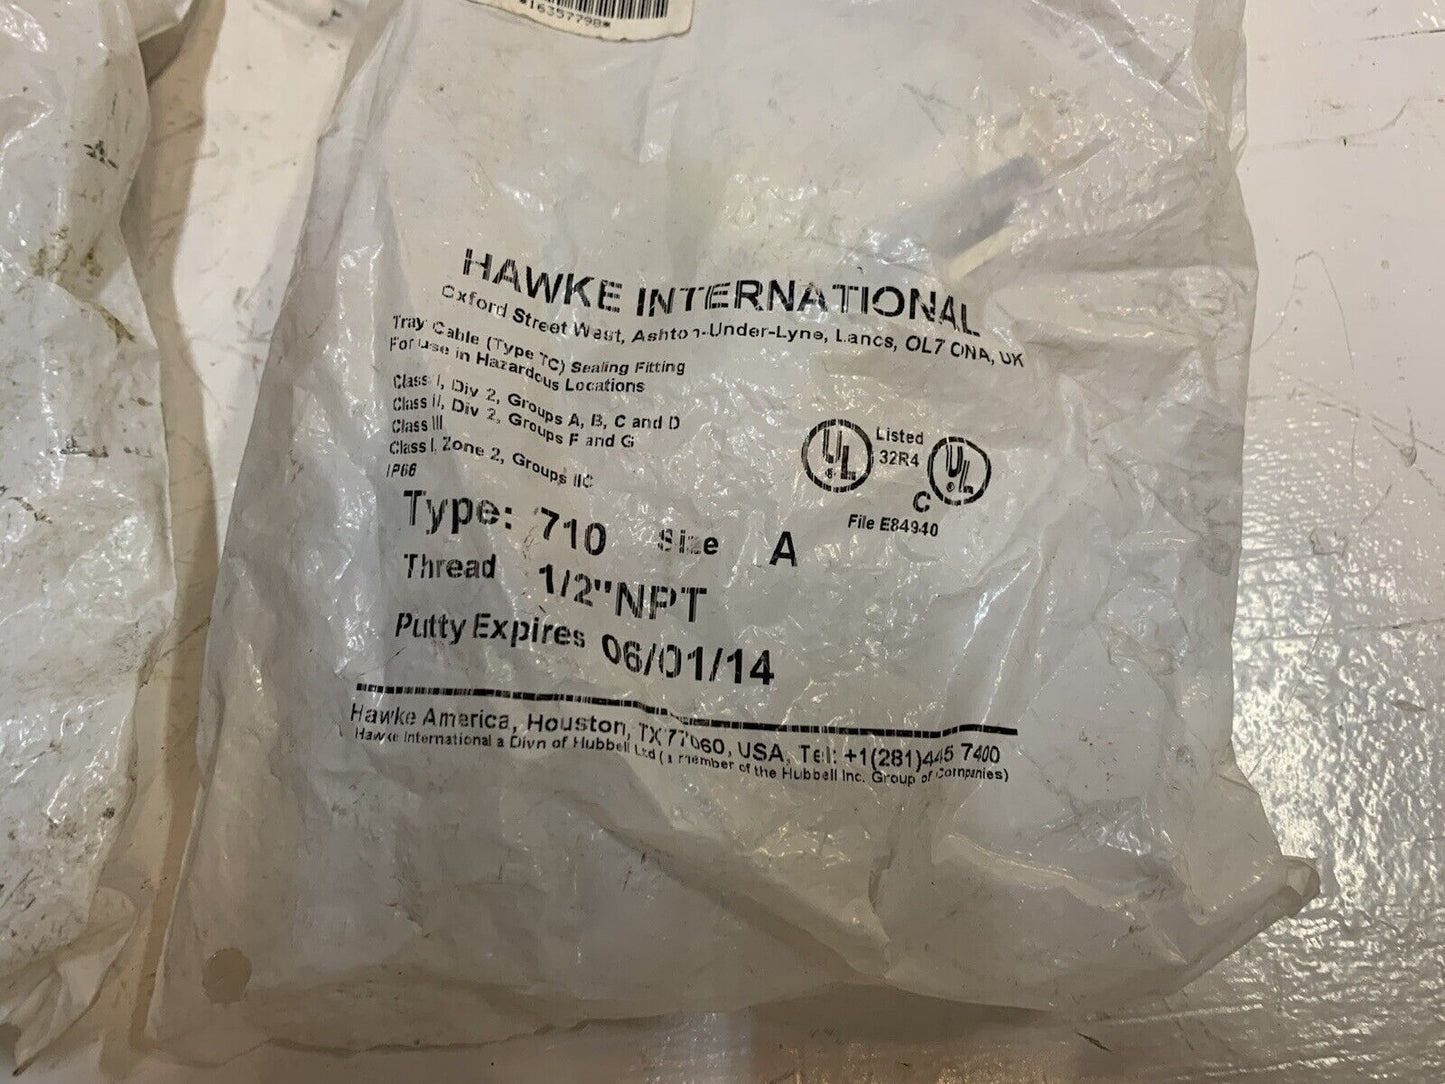 *16357798*
HAWKE INTERNATIONAL
Oxford Street West, Ashton-Under-Lyne, Lancs, OL7 0NA, UK
Tray Cable (Type TC) Sealing Fitting
For use in Hazardous Locations
Class I, Div 2, Groups A, B, C and D
Class II, Div 2, Groups F and G
Class III
Class I, Zone 2, Groups IIC
IP66
UL ® Listed 32R4 C UL ®
File E84940
Type: 710 Size A
Thread 1/2"NPT
Putty Expires 06/01/14
Hawke America, Houston, TX 77060, USA, Tel: +1(281)445 7400
Hawke International a Divn of Hubbell Ltd (a member of the Hubbell Inc. Group of Companies)